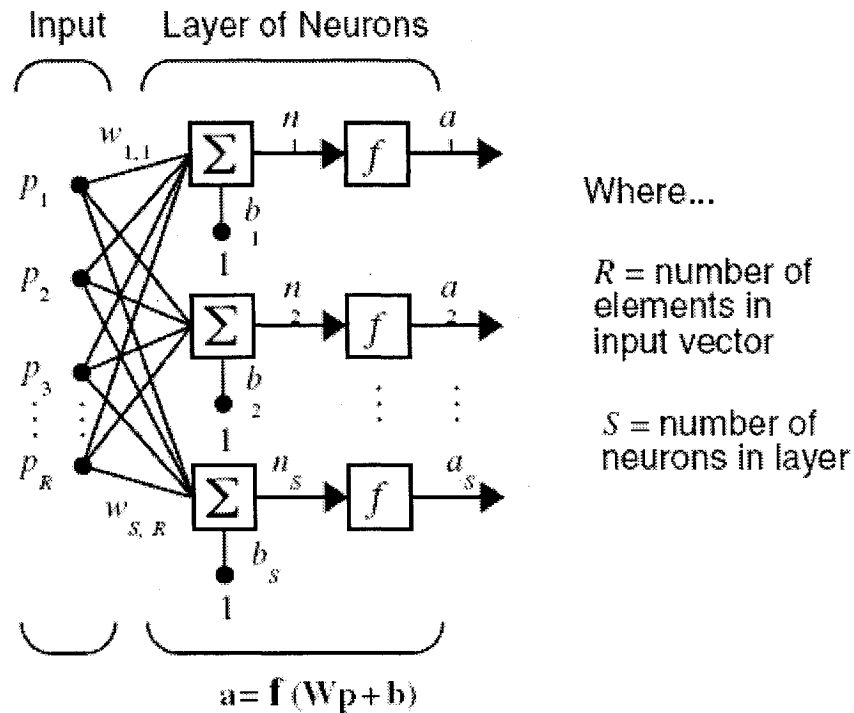 Input Layer of Neurons
w1,1 n1 a1
Σ f
p1
b1
1
p2
n2 a2
Σ f
p3
b2
1
pR
nS aS
Σ f
wS, R
bS
1
a= f (Wp+b)
Where...
R = number of
elements in
input vector
S = number of
neurons in layer